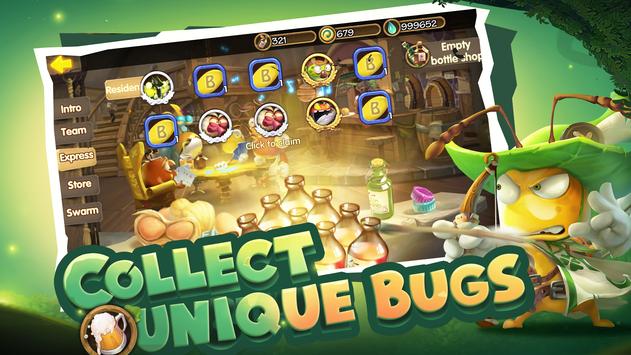 321 679 999652
Empty
bottle shop
Residen
B B B
Intro
Team
B B
Express
Click to claim
Store
Swarm
COLLECT
UNIQUE BUGS